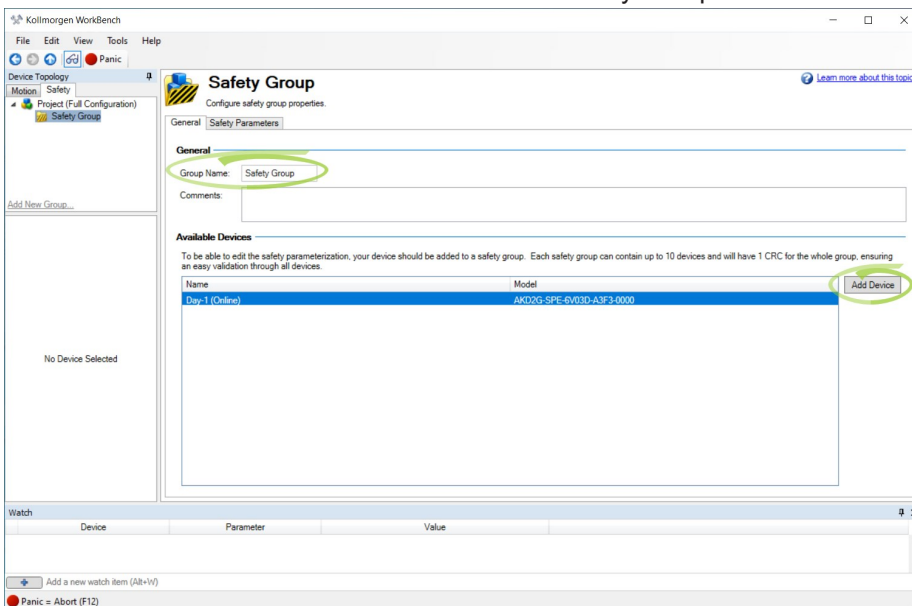 Kollmorgen WorkBench
File Edit View Tools Help
Panic
Device Topology
Motion Safety
Project (Full Configuration)
Safety Group
Add New Group...
No Device Selected
Safety Group
Configure safety group properties.
Learn more about this topic
General Safety Parameters
General
Group Name: Safety Group
Comments:
Available Devices
To be able to edit the safety parameterization, your device should be added to a safety group. Each safety group can contain up to 10 devices and will have 1 CRC for the whole group, ensuring
an easy validation through all devices.
Name Model
Day-1 (Online) AKD2G-SPE-6V03D-A3F3-0000
Add Device
Watch
Device Parameter Value
Add a new watch item (Alt+W)
Panic = Abort (F12)